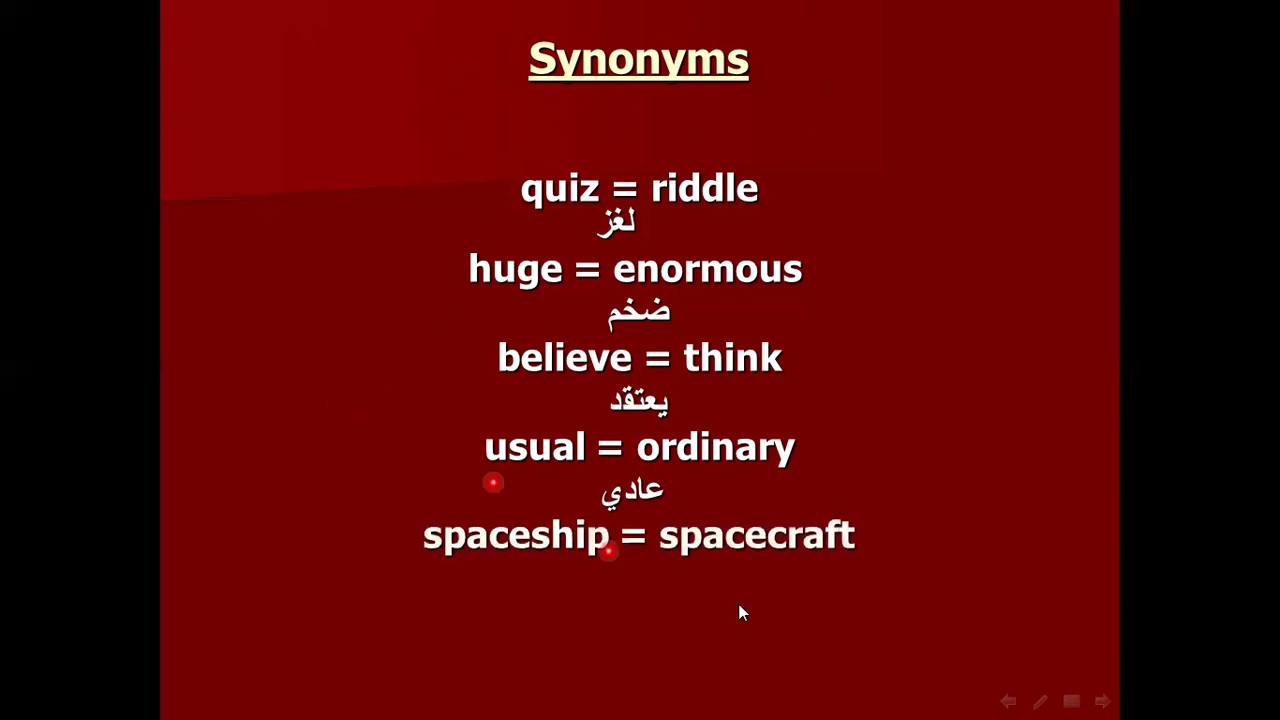 Synonyms
quiz = riddle
لغز
huge = enormous
ضخم
believe = think
يعتقد
usual = ordinary
عادي
spaceship = spacecraft